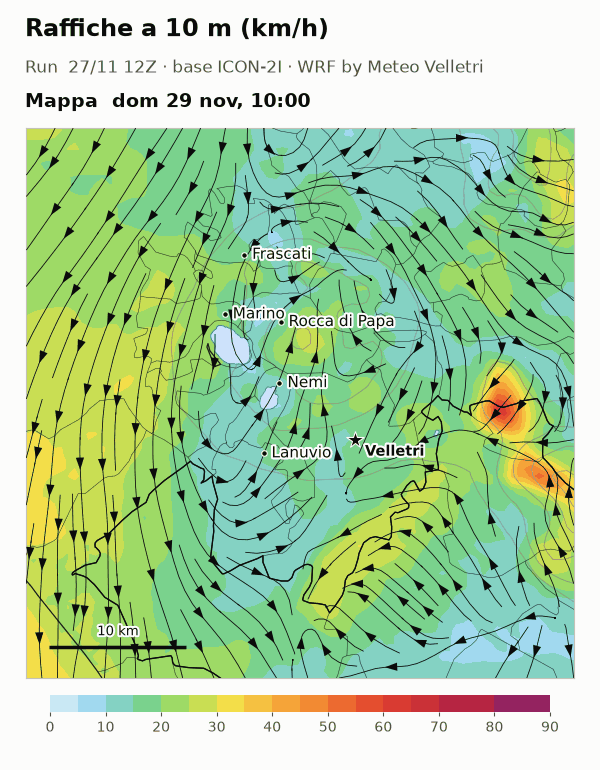 Raffiche a 10 m (km/h)
Run 27/11 12Z · base ICON-2I · WRF by Meteo Velletri
Mappa dom 29 nov, 10:00
Frascati
Marino
Rocca di Papa
Nemi
Lanuvio
Velletri
10 km
0 10 20 30 40 50 60 70 80 90